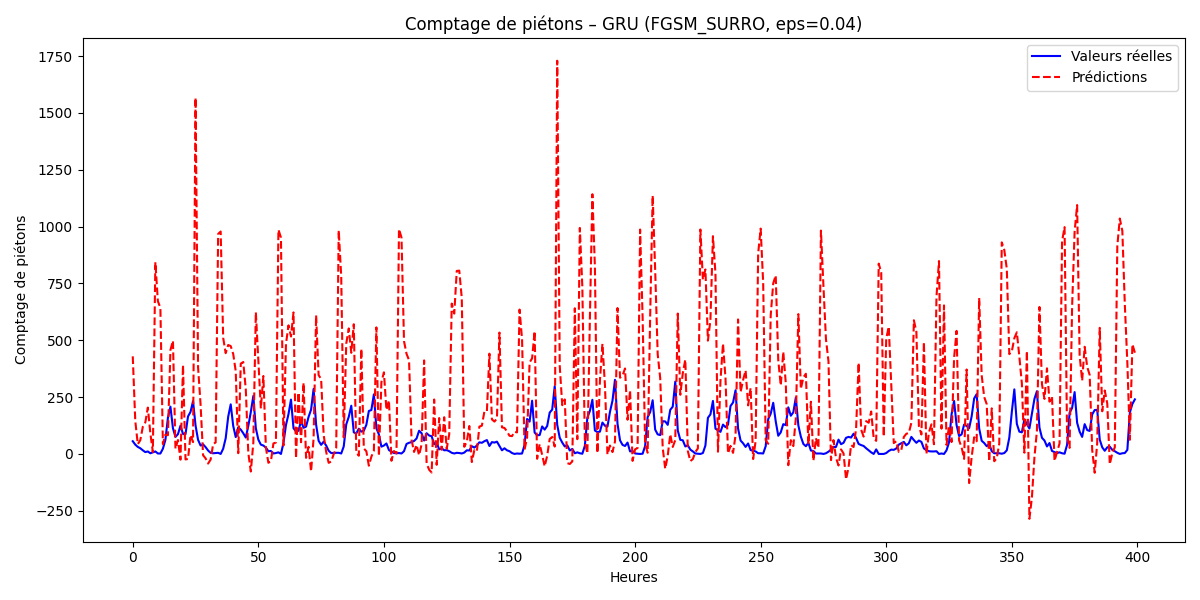 Comptage de piétons – GRU (FGSM_SURRO, eps=0.04)
Valeurs réelles
Prédictions
Comptage de piétons
1750
1500
1250
1000
750
500
250
0
−250
0 50 100 150 200 250 300 350 400
Heures